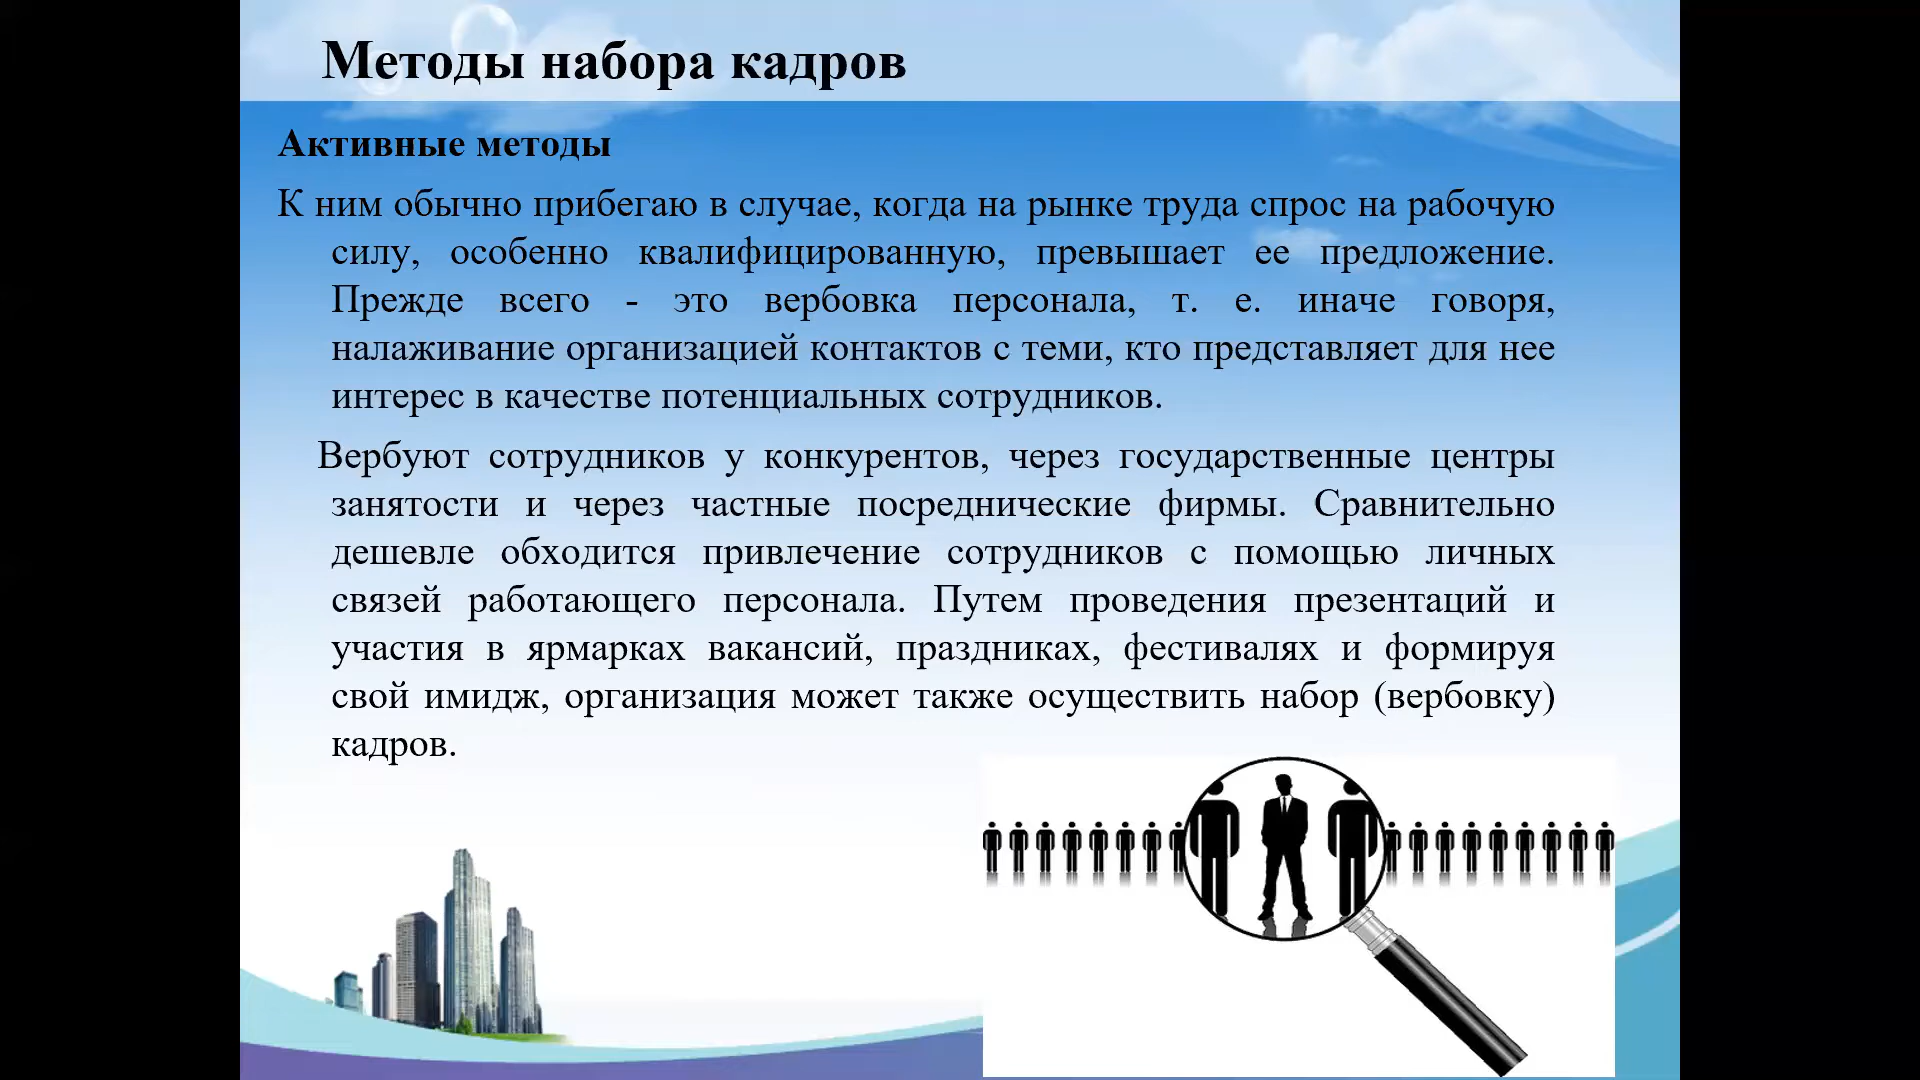 Методы набора кадров
Активные методы
К ним обычно прибегаю в случае, когда на рынке труда спрос на рабочую
силу, особенно квалифицированную, превышает ее предложение.
Прежде всего - это вербовка персонала, т. е. иначе говоря,
налаживание организацией контактов с теми, кто представляет для нее
интерес в качестве потенциальных сотрудников.
Вербуют сотрудников у конкурентов, через государственные центры
занятости и через частные посреднические фирмы. Сравнительно
дешевле обходится привлечение сотрудников с помощью личных
связей работающего персонала. Путем проведения презентаций и
участия в ярмарках вакансий, праздниках, фестивалях и формируя
свой имидж, организация может также осуществить набор (вербовку)
кадров.